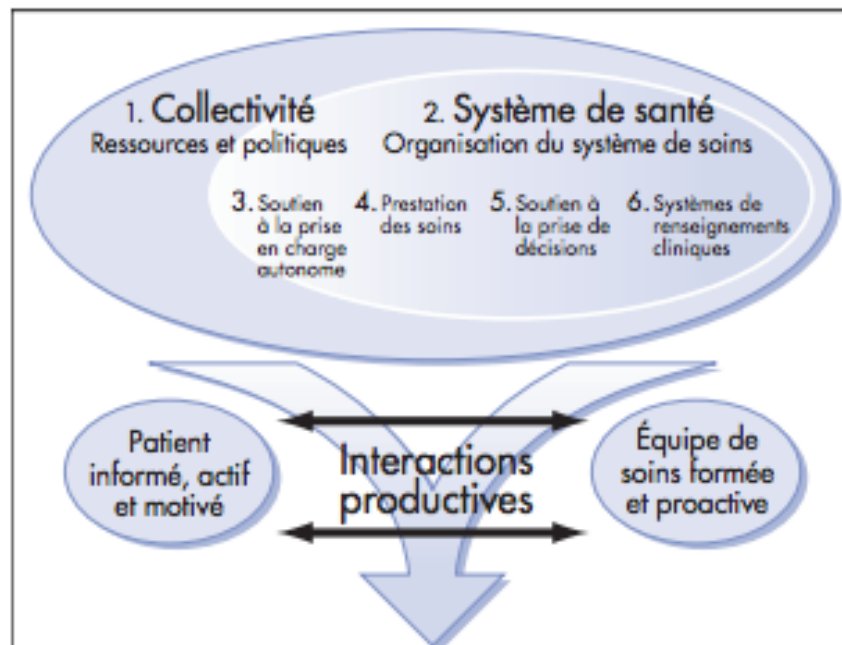 1. Collectivité
Ressources et politiques
2. Système de santé
Organisation du système de soins
3. Soutien
à la prise
en charge
autonome
4. Prestation
des soins
5. Soutien à
la prise de
décisions
6. Systèmes de
renseignements
cliniques
Patient
informé, actif
et motivé
Interactions
productives
Équipe de
soins formée
et proactive